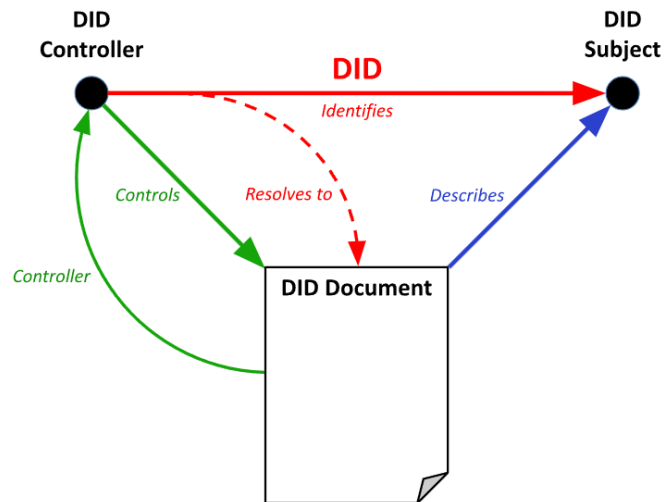 DID
Controller
DID
Subject
DID
Identifies
Controls
Resolves to
Describes
Controller
DID Document